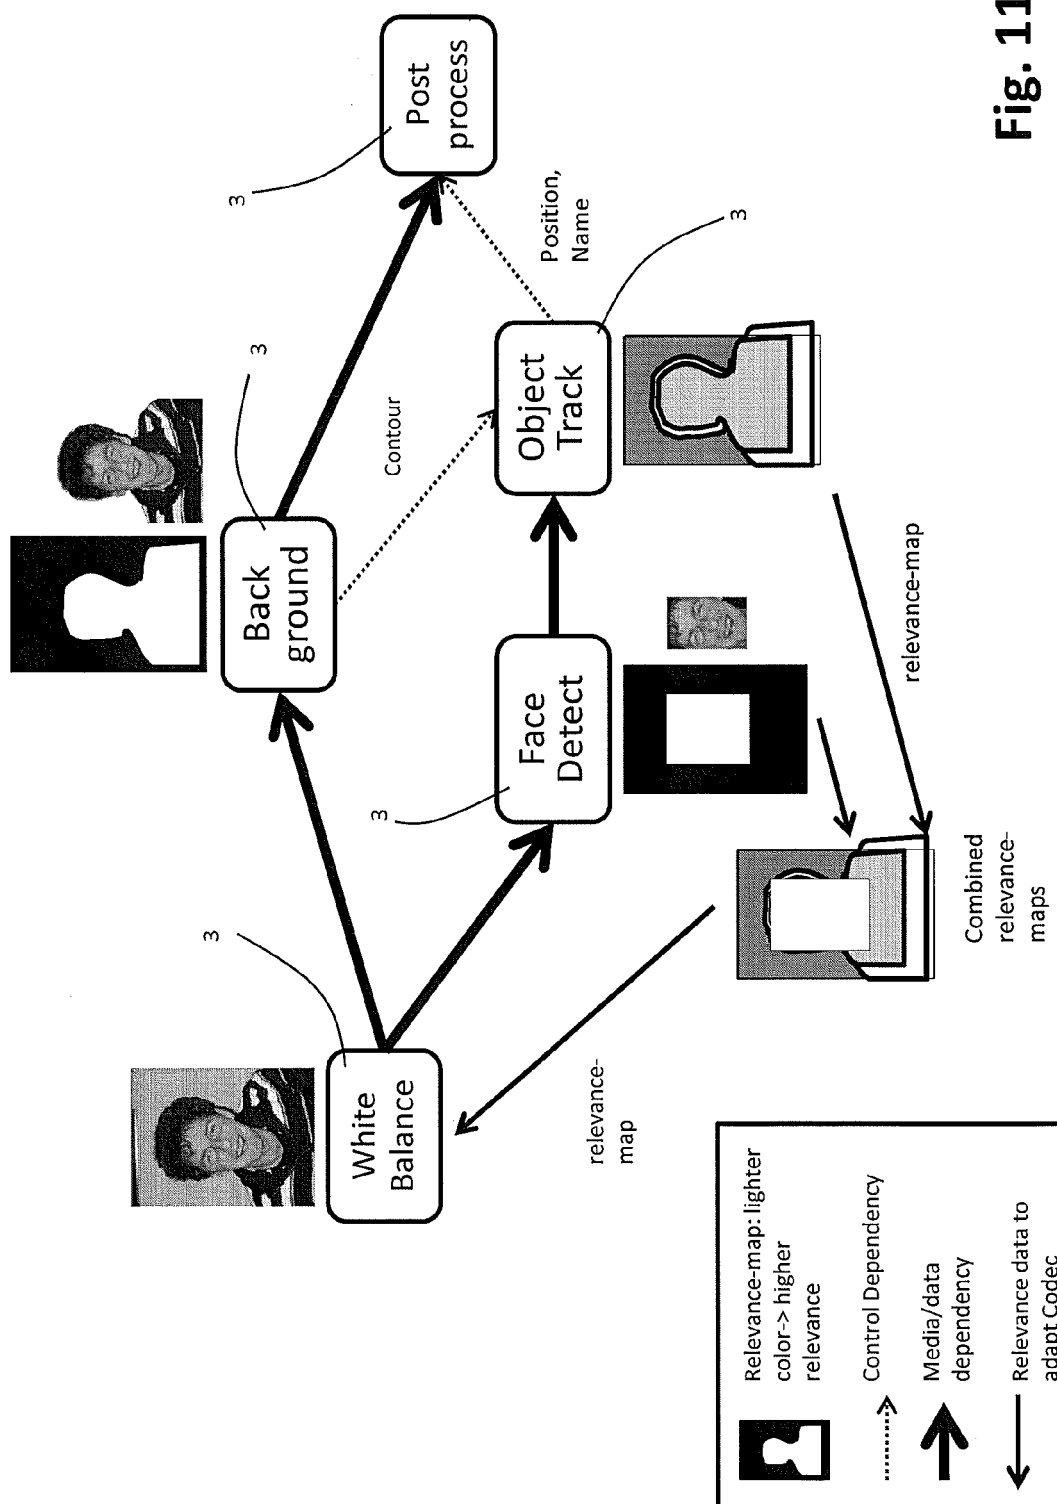 3
Post
process
3
Back
ground
Contour
Position,
Name
3
Object
Track
3
Face
Detect
3
White
Balance
relevance-
map
relevance-map
Combined
relevance-
maps
Relevance-map: lighter
color-> higher
relevance
Control Dependency
Media/data
dependency
Relevance data to
adapt Codec
Fig. 11